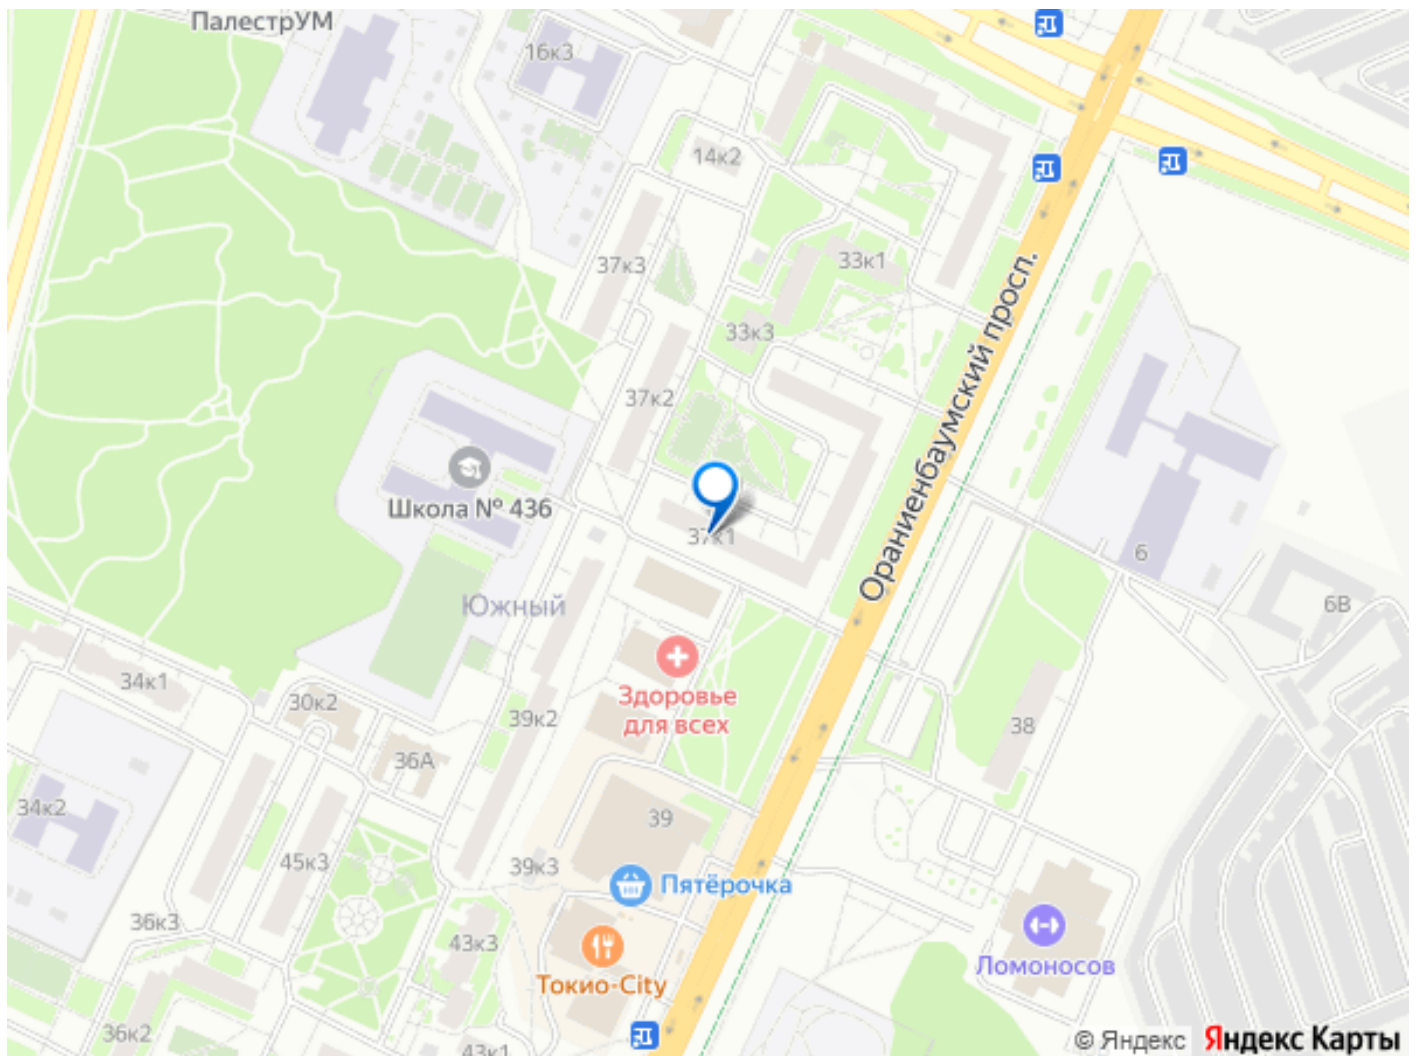 ПалестрУМ
16к3
14к2
37к3
33к1
33к3
37к2
Ораниенбаумский просп.
Школа № 436
37к1
6
6В
Южный
34к1
30к2
39к2
Здоровье
для всех
38
36А
34к2
39
45к3
39к3
Пятёрочка
36к3
43к3
Токио-City
Ломоносов
36к2
43к1
© Яндекс Яндекс Карты